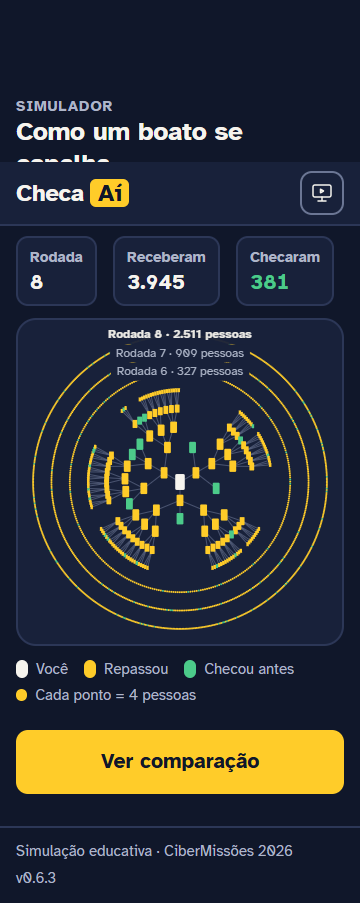 SIMULADOR
Como um boato se
espalha
Checa Aí
Rodada
8
Receberam
3.945
Checaram
381
Rodada 8 · 2.511 pessoas
Rodada 7 · 909 pessoas
Rodada 6 · 327 pessoas
Você
Repassou
Checou antes
Cada ponto = 4 pessoas
Ver comparação
Simulação educativa · CiberMissões 2026
v0.6.3